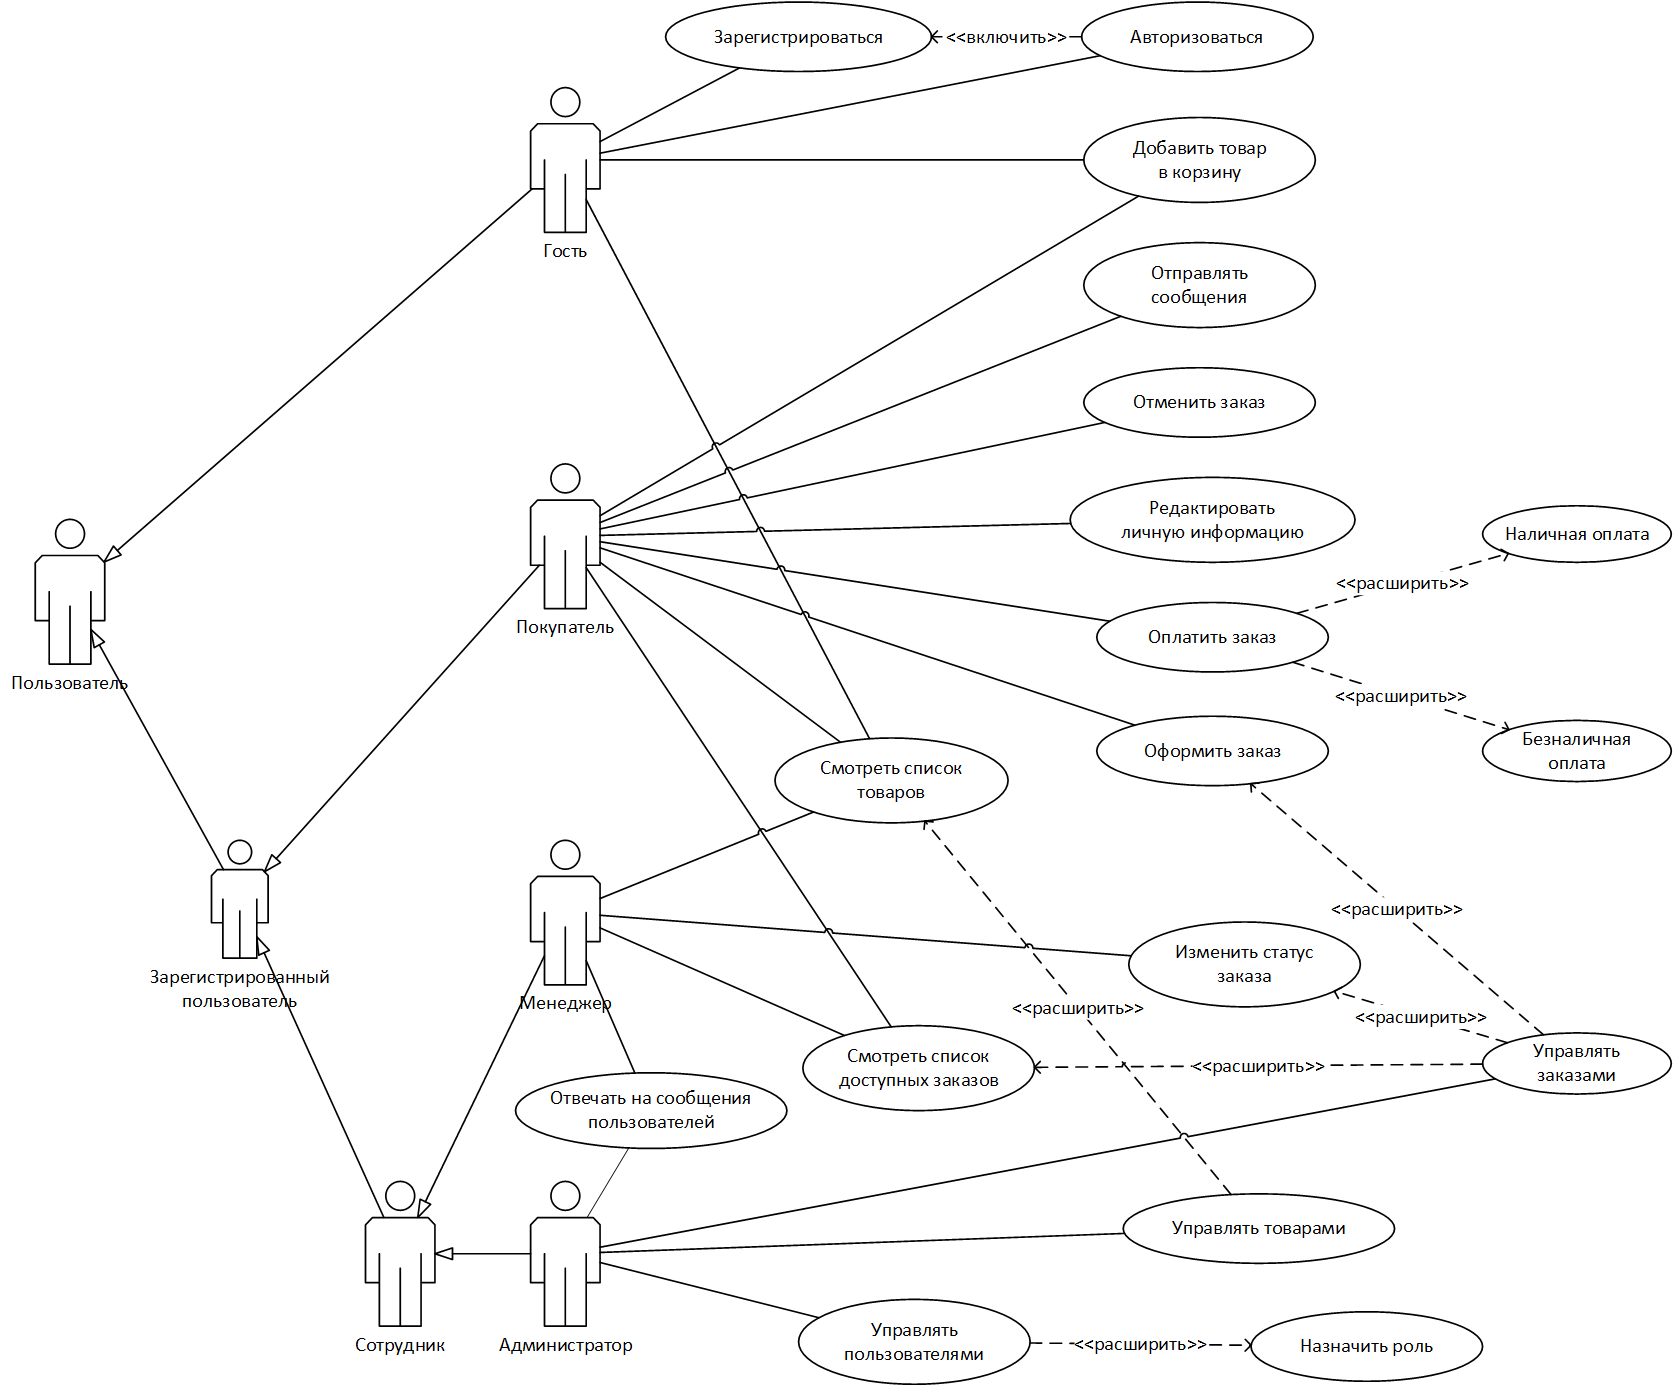 Зарегистрироваться
<<включить>>
Авторизоваться
Добавить товар
в корзину
Гость
Отправлять
сообщения
Отменить заказ
Редактировать
личную информацию
Наличная оплата
<<расширить>>
Покупатель
Оплатить заказ
Пользователь
<<расширить>>
Оформить заказ
Безналичная
оплата
Смотреть список
товаров
<<расширить>>
Зарегистрированный
пользователь
Менеджер
Изменить статус
заказа
<<расширить>>
<<расширить>>
Смотреть список
доступных заказов
<<расширить>>
Управлять
заказами
Отвечать на сообщения
пользователей
Управлять товарами
Сотрудник
Администратор
Управлять
пользователями
<<расширить>>
Назначить роль